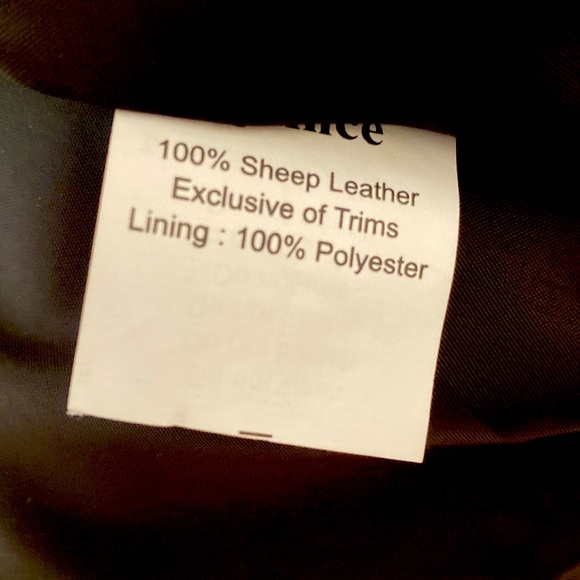 100% Sheep Leather
Exclusive of Trims
Lining : 100% Polyester